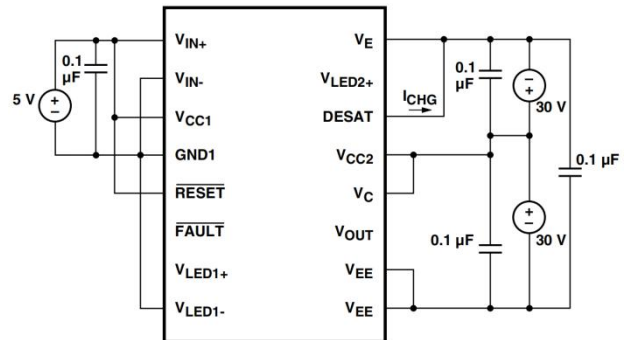 0.1
µF
5 V
V_IN+
V_IN-
V_CC1
GND1
RESET
FAULT
V_LED1+
V_LED1-
V_E
V_LED2+
DESAT
V_CC2
V_C
V_OUT
V_EE
V_EE
I_CHG
0.1
µF
30 V
0.1 µF
0.1 µF
30 V